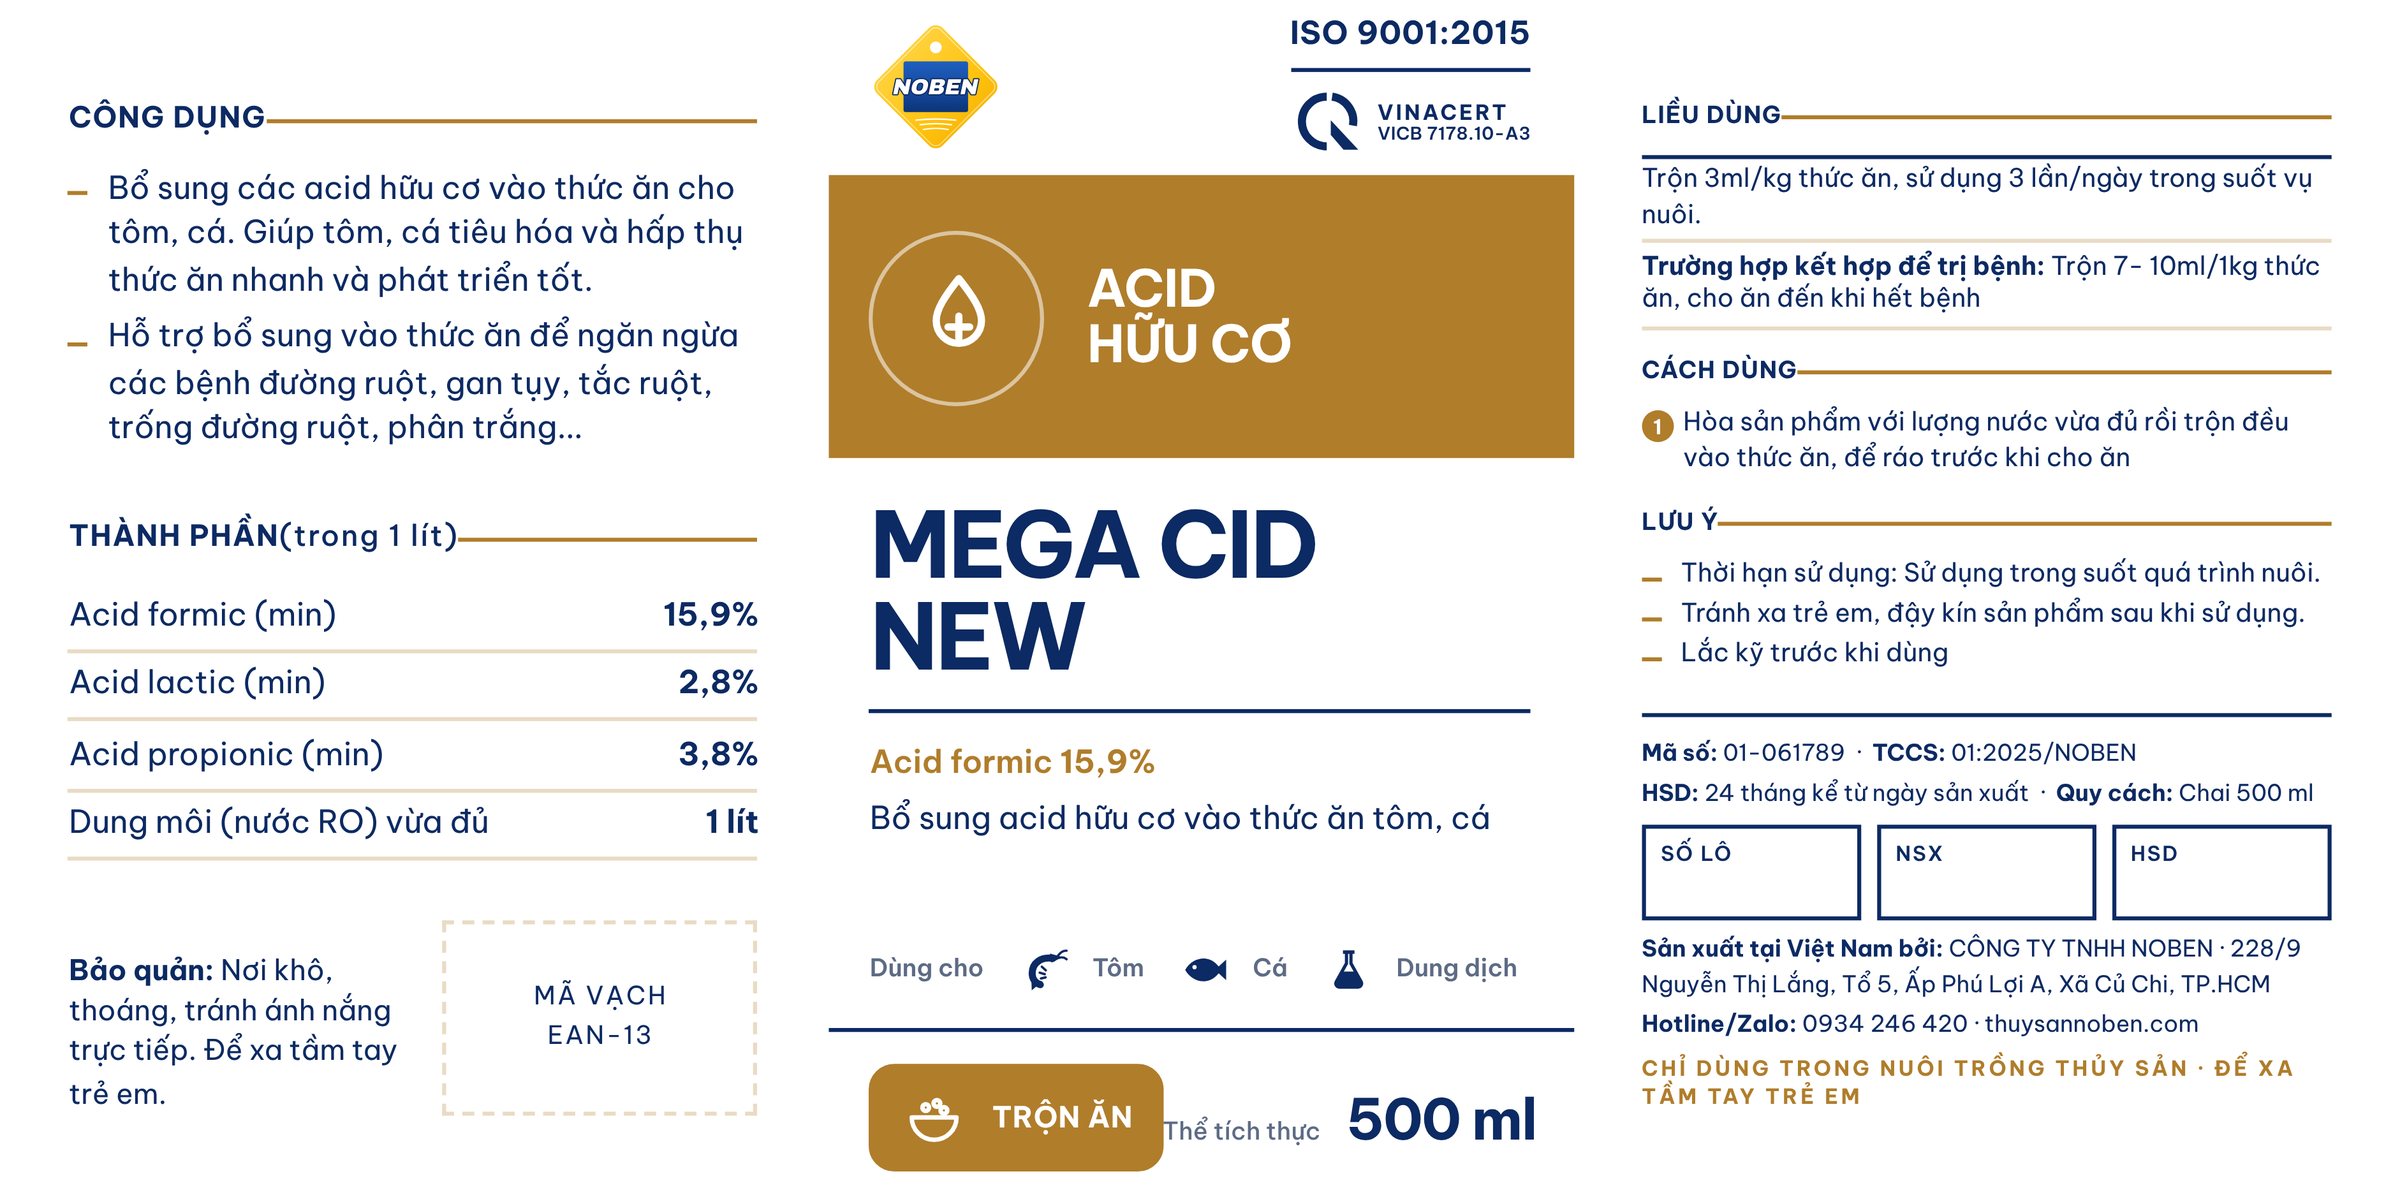 CÔNG DỤNG
Bổ sung các acid hữu cơ vào thức ăn cho
tôm, cá. Giúp tôm, cá tiêu hóa và hấp thụ
thức ăn nhanh và phát triển tốt.
Hỗ trợ bổ sung vào thức ăn để ngăn ngừa
các bệnh đường ruột, gan tụy, tắc ruột,
trống đường ruột, phân trắng...
THÀNH PHẦN(trong 1 lít)
Acid formic (min) 15,9%
Acid lactic (min) 2,8%
Acid propionic (min) 3,8%
Dung môi (nước RO) vừa đủ 1 lít
Bảo quản: Nơi khô,
thoáng, tránh ánh nắng
trực tiếp. Để xa tầm tay
trẻ em.
MÃ VẠCH
EAN-13
NOBEN
ISO 9001:2015
VINACERT
VICB 7178.10-A3
ACID
HỮU CƠ
MEGA CID
NEW
Acid formic 15,9%
Bổ sung acid hữu cơ vào thức ăn tôm, cá
Dùng cho Tôm Cá Dung dịch
TRỘN ĂN Thể tích thực 500 ml
LIỀU DÙNG
Trộn 3ml/kg thức ăn, sử dụng 3 lần/ngày trong suốt vụ
nuôi.
Trường hợp kết hợp để trị bệnh: Trộn 7- 10ml/1kg thức
ăn, cho ăn đến khi hết bệnh
CÁCH DÙNG
1 Hòa sản phẩm với lượng nước vừa đủ rồi trộn đều
vào thức ăn, để ráo trước khi cho ăn
LƯU Ý
Thời hạn sử dụng: Sử dụng trong suốt quá trình nuôi.
Tránh xa trẻ em, đậy kín sản phẩm sau khi sử dụng.
Lắc kỹ trước khi dùng
Mã số: 01-061789 · TCCS: 01:2025/NOBEN
HSD: 24 tháng kể từ ngày sản xuất · Quy cách: Chai 500 ml
SỐ LÔ NSX HSD
Sản xuất tại Việt Nam bởi: CÔNG TY TNHH NOBEN · 228/9
Nguyễn Thị Lắng, Tổ 5, Ấp Phú Lợi A, Xã Củ Chi, TP.HCM
Hotline/Zalo: 0934 246 420 · thuysannoben.com
CHỈ DÙNG TRONG NUÔI TRỒNG THỦY SẢN · ĐỂ XA
TẦM TAY TRẺ EM